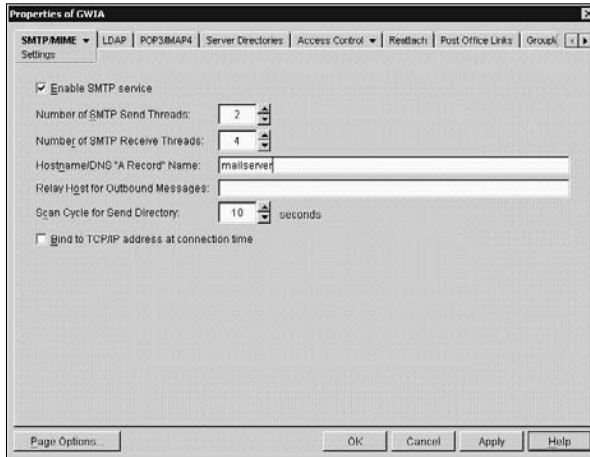 Properties of GWIA
SMTP/MIME LDAP POP3/IMAP4 Server Directories Access Control Reattach Post Office Links GroupW
Settings
Enable SMTP service
Number of SMTP Send Threads: 2
Number of SMTP Receive Threads: 4
Hostname/DNS "A Record" Name: mailserver
Relay Host for Outbound Messages:
Scan Cycle for Send Directory: 10 seconds
Bind to TCP/IP address at connection time
Page Options... OK Cancel Apply Help